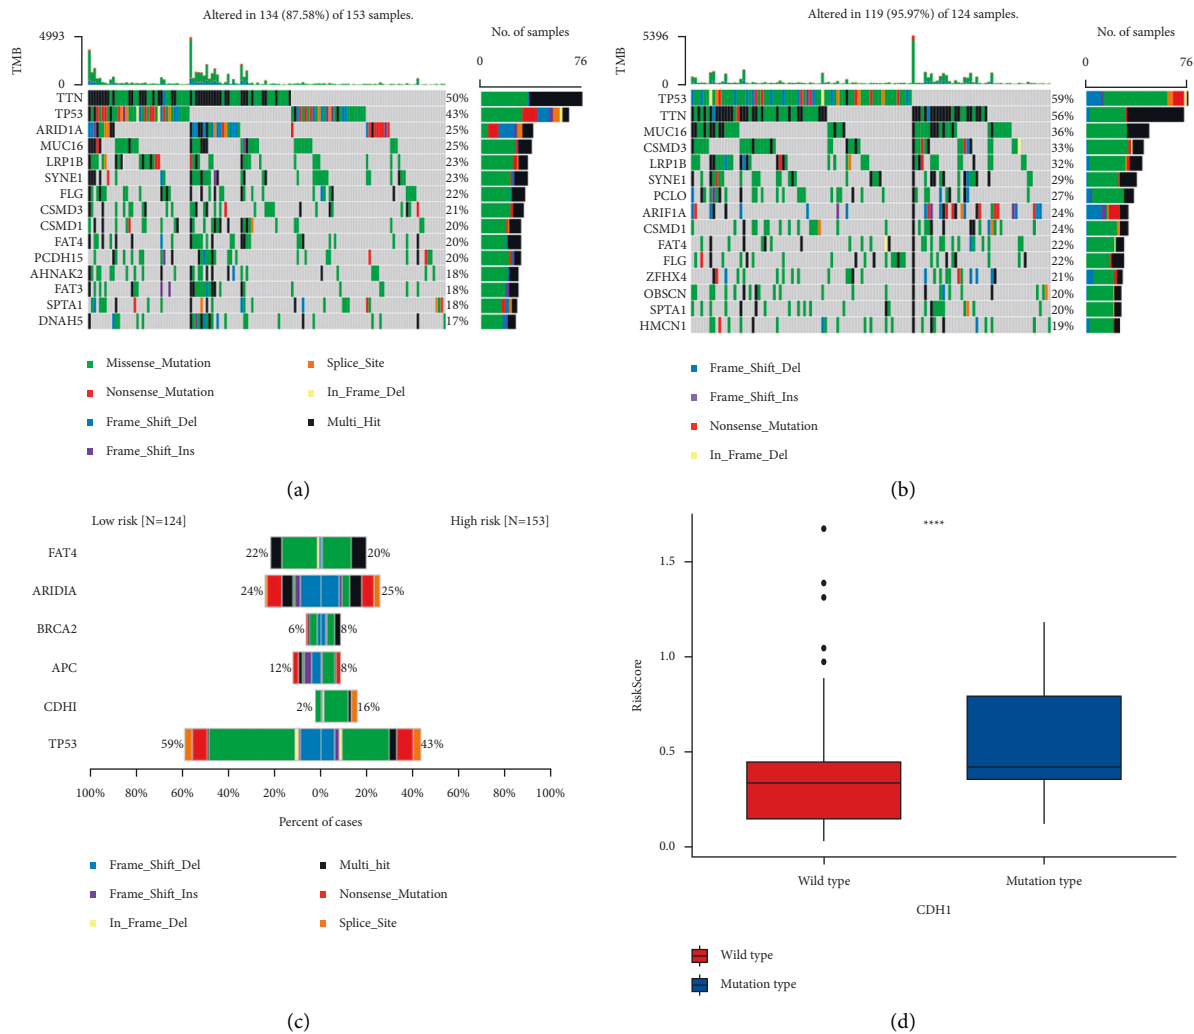 Altered in 134 (87.58%) of 153 samples.
4993
TMB
0
No. of samples
0 76
TTN 50%
TP53 43%
ARID1A 25%
MUC16 25%
LRP1B 23%
SYNE1 23%
FLG 22%
CSMD3 21%
CSMD1 20%
FAT4 20%
PCDH15 20%
AHNAK2 18%
FAT3 18%
SPTA1 18%
DNAH5 17%
Missense_Mutation
Nonsense_Mutation
Frame_Shift_Del
Frame_Shift_Ins
Splice_Site
In_Frame_Del
Multi_Hit
(a)
Altered in 119 (95.97%) of 124 samples.
5396
TMB
0
No. of samples
0 76
TP53 59%
TTN 56%
MUC16 36%
CSMD3 33%
LRP1B 32%
SYNE1 29%
PCLO 27%
ARIF1A 24%
CSMD1 24%
FAT4 22%
FLG 22%
ZFHX4 21%
OBSCN 20%
SPTA1 20%
HMCN1 19%
Frame_Shift_Del
Frame_Shift_Ins
Nonsense_Mutation
In_Frame_Del
(b)
Low risk [N=124] High risk [N=153]
FAT4 22% 20%
ARIDIA 24% 25%
BRCA2 6% 8%
APC 12% 8%
CDHI 2% 16%
TP53 59% 43%
100% 80% 60% 40% 20% 0% 20% 40% 60% 80% 100%
Percent of cases
Frame_Shift_Del
Frame_Shift_Ins
In_Frame_Del
Multi_hit
Nonsense_Mutation
Splice_Site
(c)
****
1.5
1.0
0.5
0.0
RiskScore
Wild type Mutation type
CDH1
Wild type
Mutation type
(d)